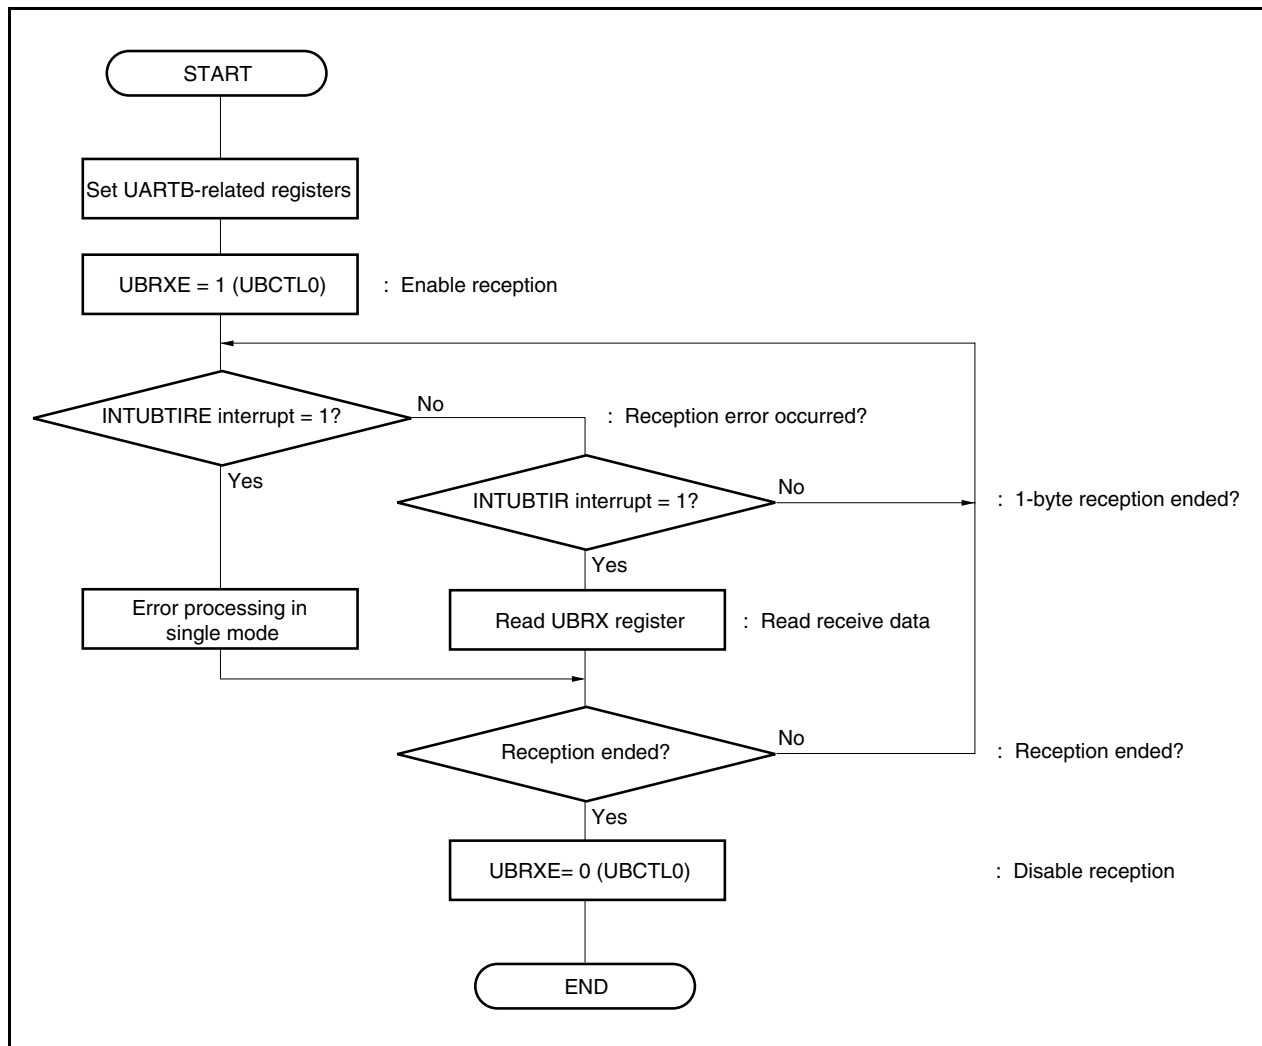 START
Set UARTB-related registers
UBRXE = 1 (UBCTL0) : Enable reception
INTUBTIRE interrupt = 1? No : Reception error occurred?
Yes
INTUBTIR interrupt = 1? No : 1-byte reception ended?
Yes
Error processing in
single mode
Read UBRX register : Read receive data
Reception ended? No : Reception ended?
Yes
UBRXE= 0 (UBCTL0) : Disable reception
END